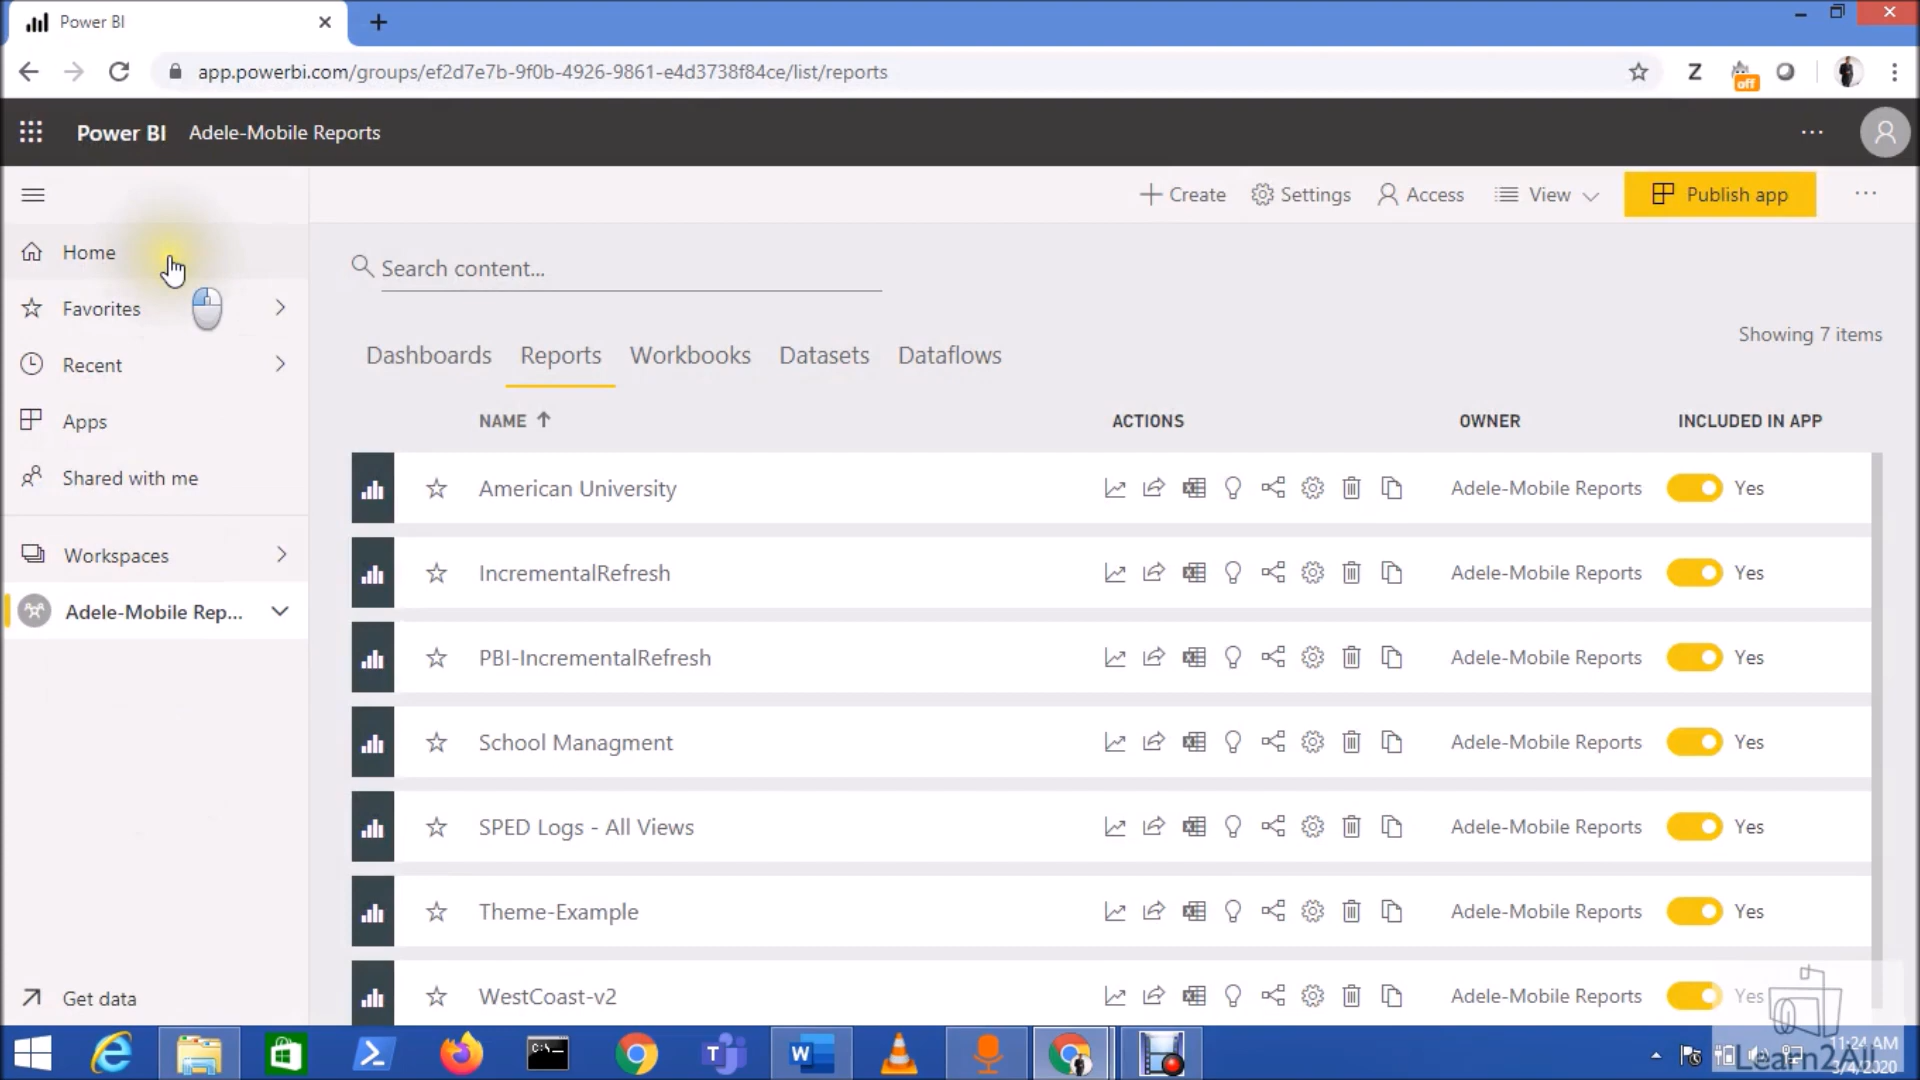 Power BI
app.powerbi.com/groups/ef2d7e7b-9f0b-4926-9861-e4d3738f84ce/list/reports
Z
off
Power BI Adele-Mobile Reports
Create Settings Access View Publish app
Home
Favorites
Recent
Apps
Shared with me
Workspaces
Adele-Mobile Rep...
Get data
Search content...
Showing 7 items
Dashboards Reports Workbooks Datasets Dataflows
NAME ACTIONS OWNER INCLUDED IN APP
American University Adele-Mobile Reports Yes
IncrementalRefresh Adele-Mobile Reports Yes
PBI-IncrementalRefresh Adele-Mobile Reports Yes
School Managment Adele-Mobile Reports Yes
SPED Logs - All Views Adele-Mobile Reports Yes
Theme-Example Adele-Mobile Reports Yes
WestCoast-v2 Adele-Mobile Reports Yes
11:24 AM
3/4/2020
Learn2All